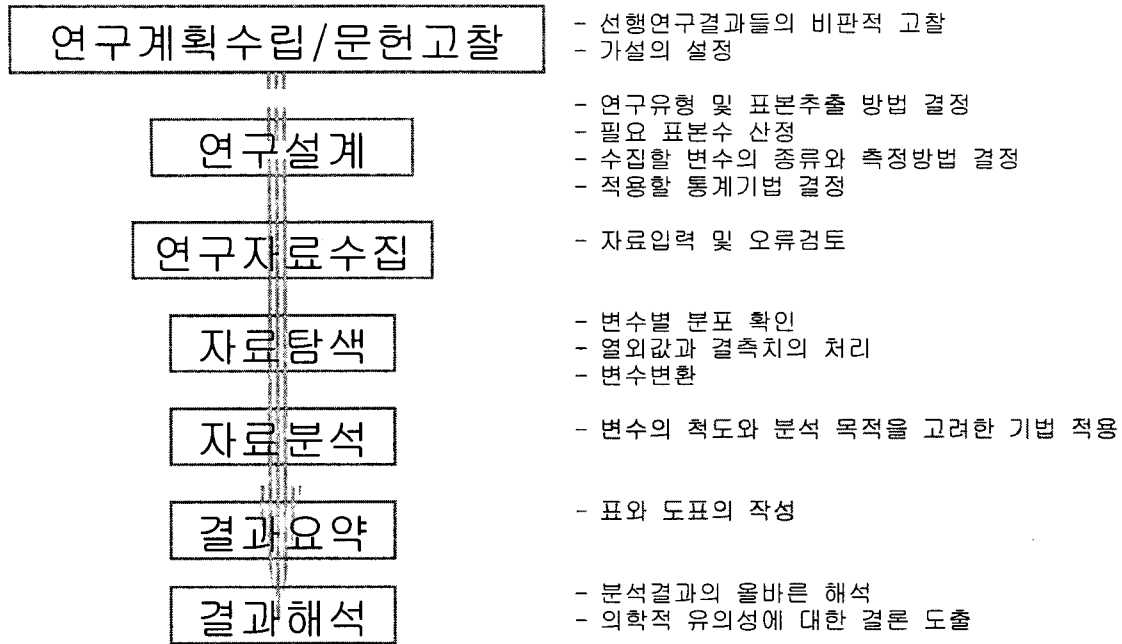 연구계획수립/문헌고찰
- 선행연구결과들의 비판적 고찰
- 가설의 설정
연구설계
- 연구유형 및 표본추출 방법 결정
- 필요 표본수 산정
- 수집할 변수의 종류와 측정방법 결정
- 적용할 통계기법 결정
연구자료수집
- 자료입력 및 오류검토
자료탐색
- 변수별 분포 확인
- 열외값과 결측치의 처리
- 변수변환
자료분석
- 변수의 척도와 분석 목적을 고려한 기법 적용
결과요약
- 표와 도표의 작성
결과해석
- 분석결과의 올바른 해석
- 의학적 유의성에 대한 결론 도출